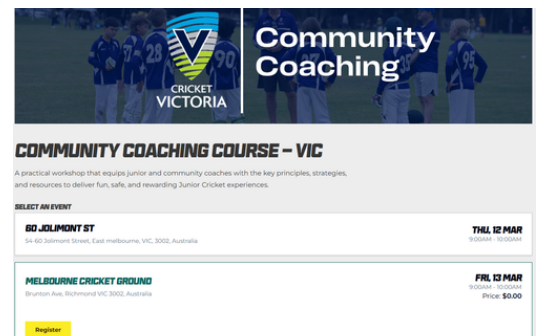 Community
Coaching
CRICKET
VICTORIA
28
90
95
COMMUNITY COACHING COURSE – VIC
A practical workshop that equips junior and community coaches with the key principles, strategies,
and resources to deliver fun, safe, and rewarding Junior Cricket experiences.
SELECT AN EVENT
60 JOLIMONT ST
THU, 12 MAR
54-60 Jolimont Street, East melbourne, VIC, 3002, Australia
9:00AM - 10:00AM
MELBOURNE CRICKET GROUND
FRI, 13 MAR
Brunton Ave, Richmond VIC 3002, Australia
9:00AM - 10:00AM
Price: $0.00
Register